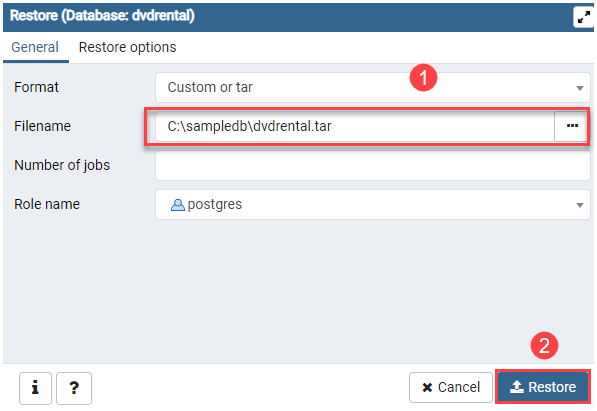 Restore (Database: dvdrental)
General Restore options
1
Format Custom or tar
Filename C:\sampledb\dvdrental.tar •••
Number of jobs
Role name postgres
2
i ? × Cancel Restore